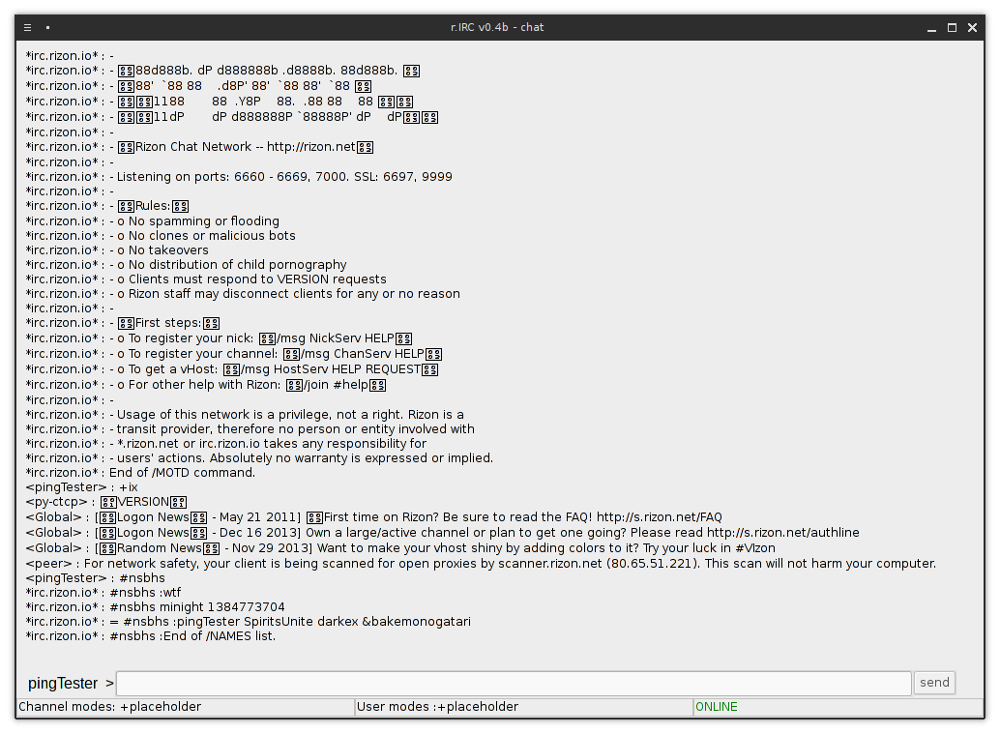 r.IRC v0.4b - chat
*irc.rizon.io* : -
*irc.rizon.io* : - 88d888b. dP d888888b .d8888b. 88d888b.
*irc.rizon.io* : - 88' `88 88 .d8P' 88' `88 88' `88
*irc.rizon.io* : - 1188 88 .Y8P 88. .88 88 88
*irc.rizon.io* : - 11dP dP d888888P `88888P' dP dP
*irc.rizon.io* : -
*irc.rizon.io* : - Rizon Chat Network -- http://rizon.net
*irc.rizon.io* : -
*irc.rizon.io* : - Listening on ports: 6660 - 6669, 7000. SSL: 6697, 9999
*irc.rizon.io* : -
*irc.rizon.io* : - Rules:
*irc.rizon.io* : - o No spamming or flooding
*irc.rizon.io* : - o No clones or malicious bots
*irc.rizon.io* : - o No takeovers
*irc.rizon.io* : - o No distribution of child pornography
*irc.rizon.io* : - o Clients must respond to VERSION requests
*irc.rizon.io* : - o Rizon staff may disconnect clients for any or no reason
*irc.rizon.io* : -
*irc.rizon.io* : - First steps:
*irc.rizon.io* : - o To register your nick: /msg NickServ HELP
*irc.rizon.io* : - o To register your channel: /msg ChanServ HELP
*irc.rizon.io* : - o To get a vHost: /msg HostServ HELP REQUEST
*irc.rizon.io* : - o For other help with Rizon: /join #help
*irc.rizon.io* : -
*irc.rizon.io* : - Usage of this network is a privilege, not a right. Rizon is a
*irc.rizon.io* : - transit provider, therefore no person or entity involved with
*irc.rizon.io* : - *.rizon.net or irc.rizon.io takes any responsibility for
*irc.rizon.io* : - users' actions. Absolutely no warranty is expressed or implied.
*irc.rizon.io* : End of /MOTD command.
<pingTester> : +ix
<py-ctcp> : VERSION
<Global> : [Logon News - May 21 2011] First time on Rizon? Be sure to read the FAQ! http://s.rizon.net/FAQ
<Global> : [Logon News - Dec 16 2013] Own a large/active channel or plan to get one going? Please read http://s.rizon.net/authline
<Global> : [Random News - Nov 29 2013] Want to make your vhost shiny by adding colors to it? Try your luck in #VIzon
<peer> : For network safety, your client is being scanned for open proxies by scanner.rizon.net (80.65.51.221). This scan will not harm your computer.
<pingTester> : #nsbhs
*irc.rizon.io* : #nsbhs :wtf
*irc.rizon.io* : #nsbhs minight 1384773704
*irc.rizon.io* : = #nsbhs :pingTester SpiritsUnite darkex &bakemonogatari
*irc.rizon.io* : #nsbhs :End of /NAMES list.
pingTester > send
Channel modes: +placeholder User modes :+placeholder ONLINE